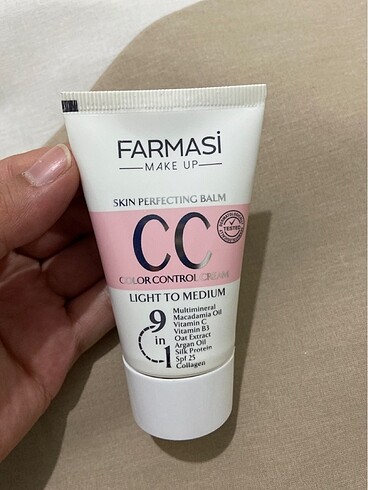 FARMASİ
MAKE UP
SKIN PERFECTING BALM
CC
COLOR CONTROL CREAM
TESTED
LIGHT TO MEDIUM
9 in 1
Multimineral
Macadamia Oil
Vitamin C
Vitamin B3
Oat Extract
Argan Oil
Silk Protein
Spf 25
Collagen